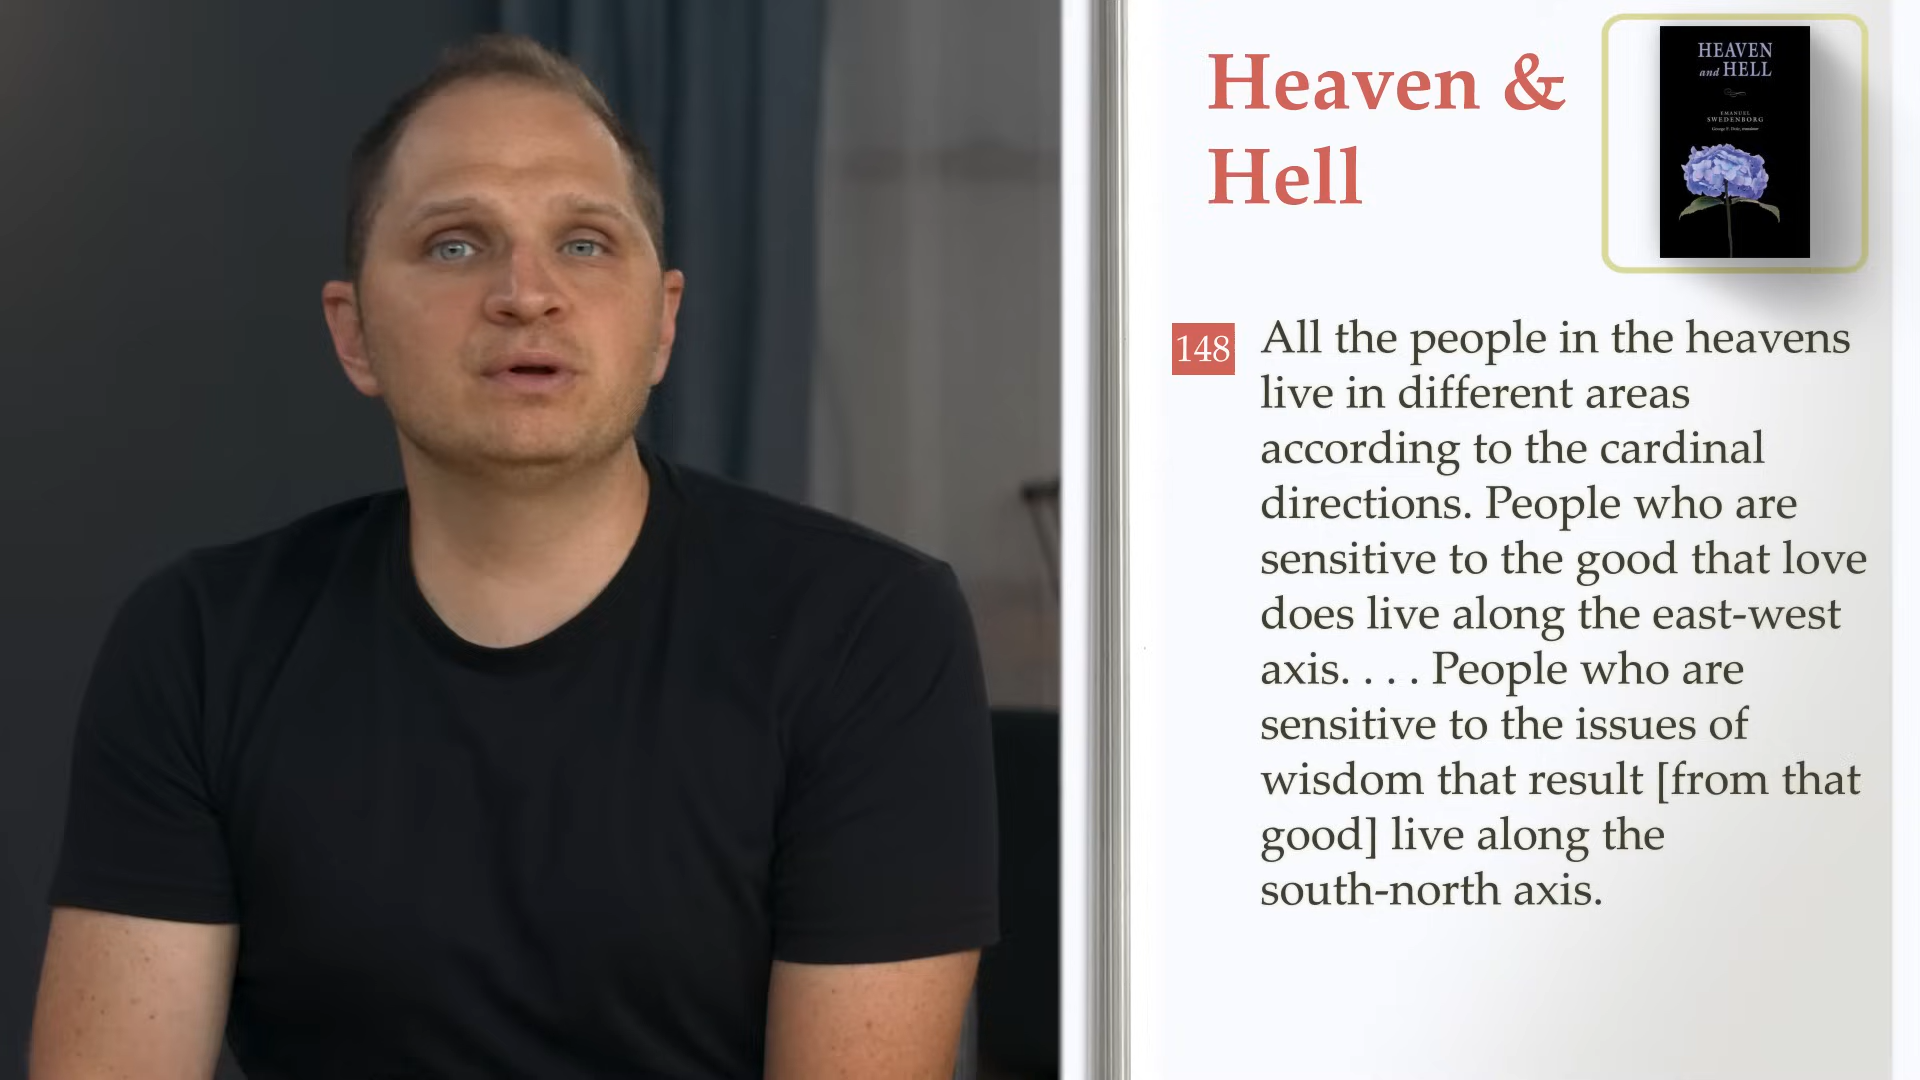 Heaven &
Hell
HEAVEN
and HELL
EMANUEL
SWEDENBORG
George F. Dole, translator
148
All the people in the heavens
live in different areas
according to the cardinal
directions. People who are
sensitive to the good that love
does live along the east-west
axis. . . . People who are
sensitive to the issues of
wisdom that result [from that
good] live along the
south-north axis.